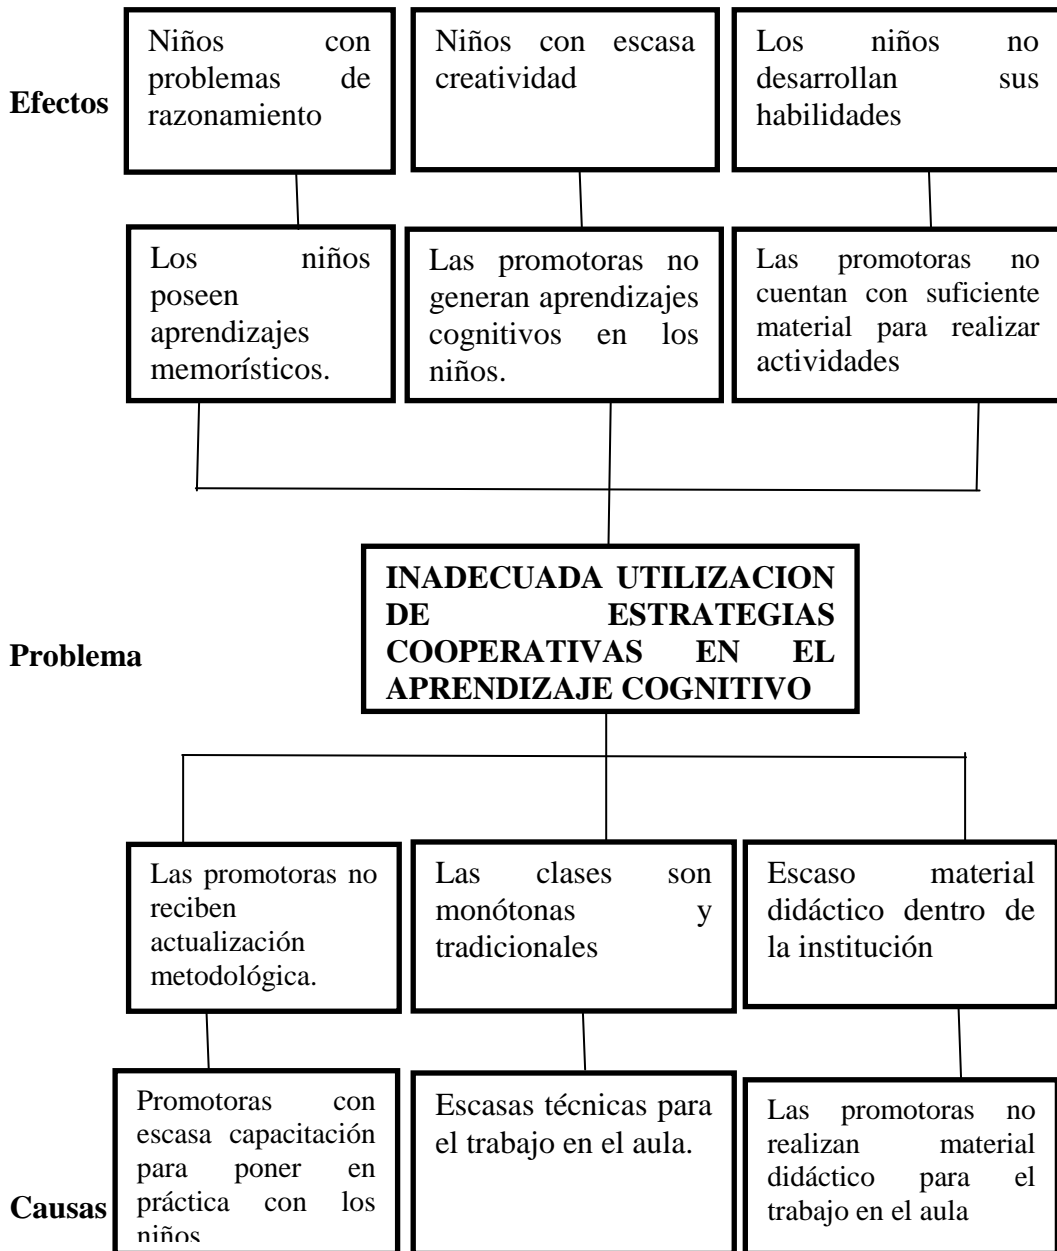 Efectos
Niños con
problemas de
razonamiento
Niños con escasa
creatividad
Los niños no
desarrollan sus
habilidades
Los niños
poseen
aprendizajes
memorísticos.
Las promotoras no
generan aprendizajes
cognitivos en los
niños.
Las promotoras no
cuentan con suficiente
material para realizar
actividades
Problema
INADECUADA UTILIZACION
DE ESTRATEGIAS
COOPERATIVAS EN EL
APRENDIZAJE COGNITIVO
Las promotoras no
reciben
actualización
metodológica.
Las clases son
monótonas y
tradicionales
Escaso material
didáctico dentro de
la institución
Causas
Promotoras con
escasa capacitación
para poner en
práctica con los
niños
Escasas técnicas para
el trabajo en el aula.
Las promotoras no
realizan material
didáctico para el
trabajo en el aula